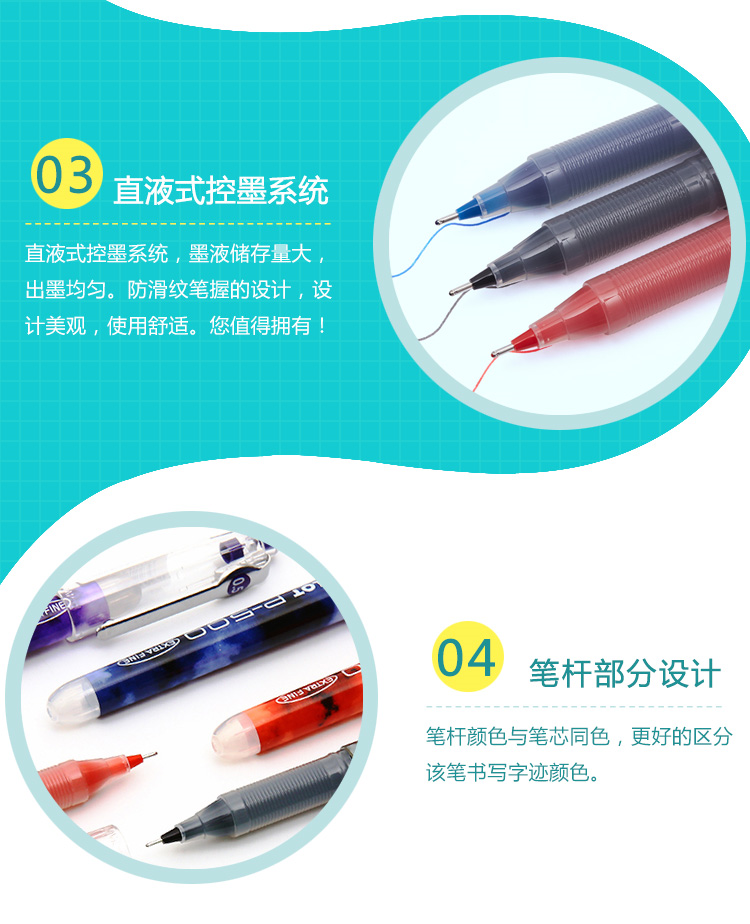 03
直液式控墨系统
直液式控墨系统，墨液储存量大，
出墨均匀。防滑纹笔握的设计，设
计美观，使用舒适。您值得拥有！
0.5
FINE
LOT
P-500
EXTRA FINE
EXTRA FINE
04
笔杆部分设计
笔杆颜色与笔芯同色，更好的区分
该笔书写字迹颜色。